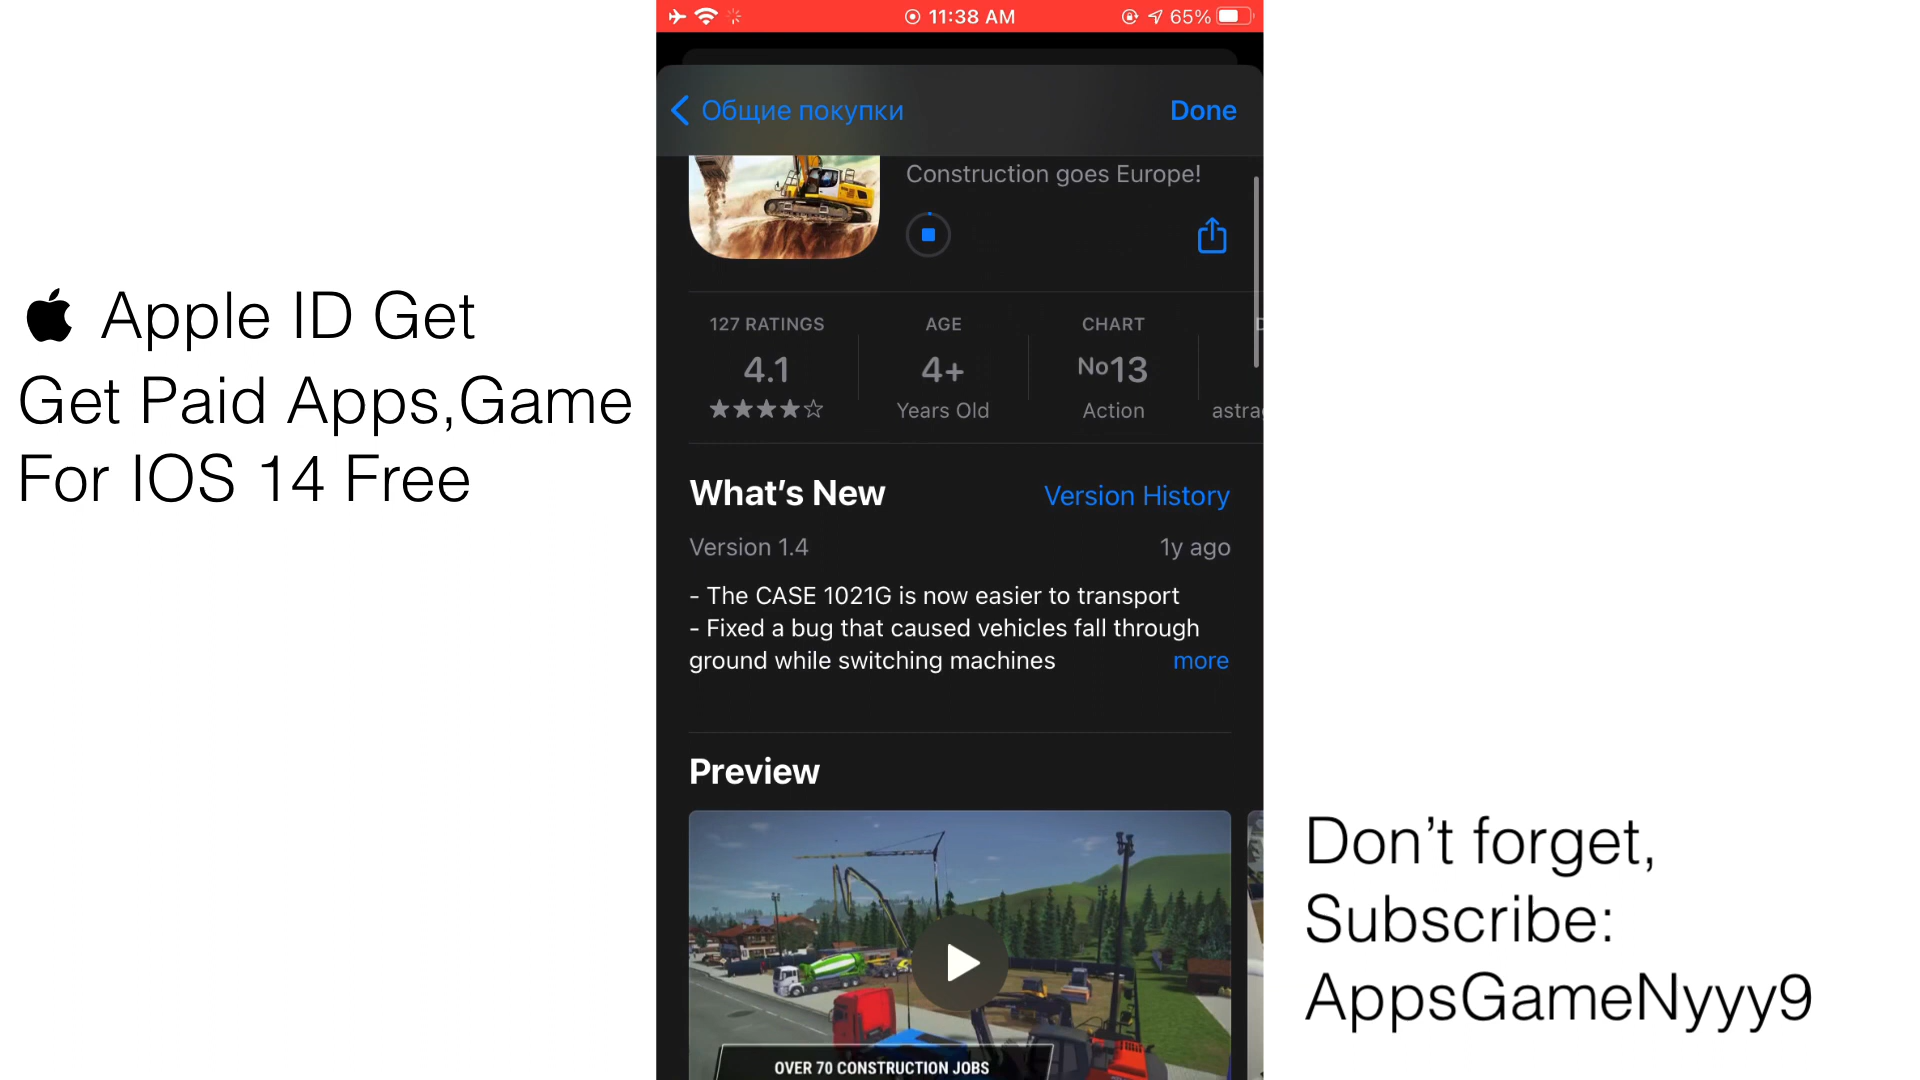 11:38 AM
65%
Общие покупки
Done
Construction goes Europe!
127 RATINGS
AGE
CHART
4.1
4+
No13
Years Old
Action
astra
What's New
Version History
Version 1.4
1y ago
- The CASE 1021G is now easier to transport
- Fixed a bug that caused vehicles fall through
ground while switching machines
more
Preview
OVER 70 CONSTRUCTION JOBS
Apple ID Get
Get Paid Apps,Game
For IOS 14 Free
Don't forget,
Subscribe:
AppsGameNyyy9